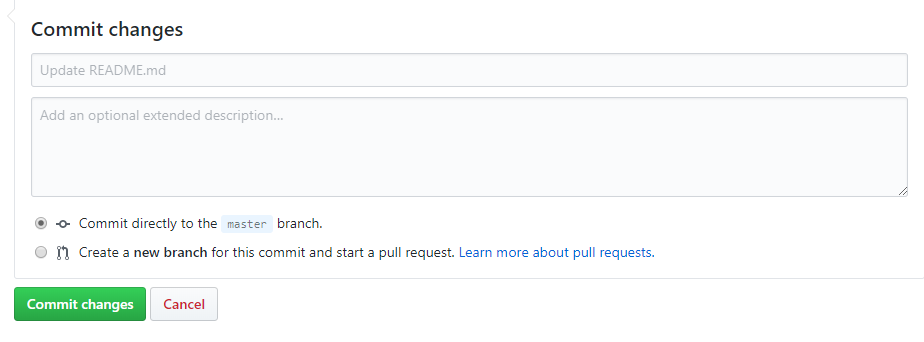 Commit changes
Update README.md
Add an optional extended description...
Commit directly to the master branch.
Create a new branch for this commit and start a pull request. Learn more about pull requests.
Commit changes Cancel